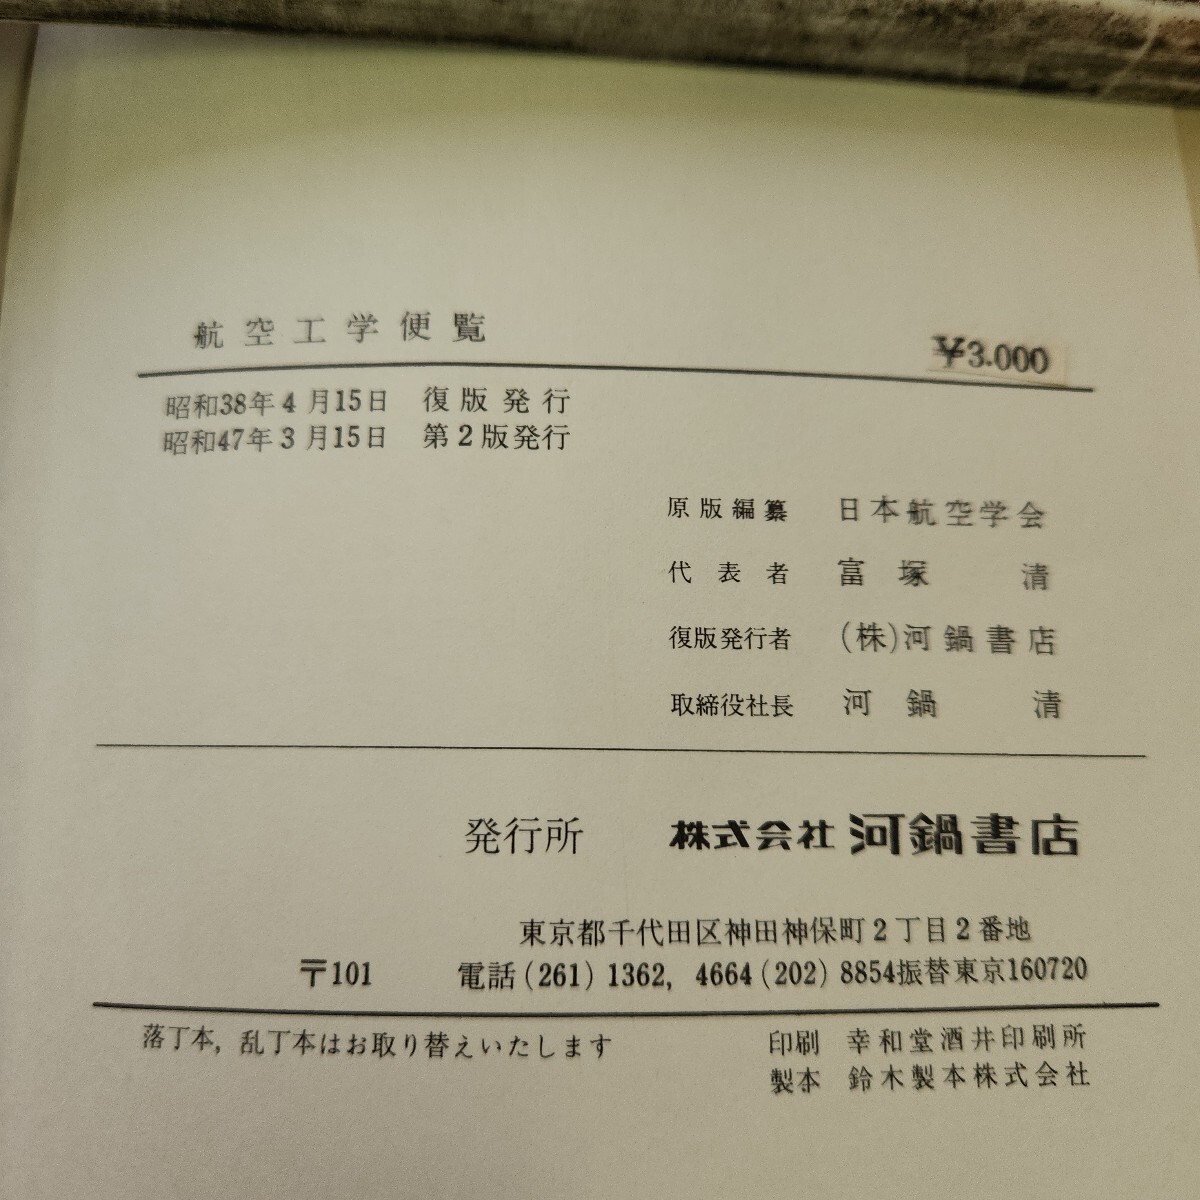 航空工学便覧
¥3.000
昭和38年4月15日 復版発行
昭和47年3月15日 第2版発行
原版編纂 日本航空学会
代表者 富塚 清
復版発行者 (株)河鍋書店
取締役社長 河鍋 清
発行所 株式会社 河鍋書店
東京都千代田区神田神保町2丁目2番地
〒101 電話(261)1362, 4664(202)8854振替東京160720
落丁本, 乱丁本はお取り替えいたします
印刷 幸和堂酒井印刷所
製本 鈴木製本株式会社